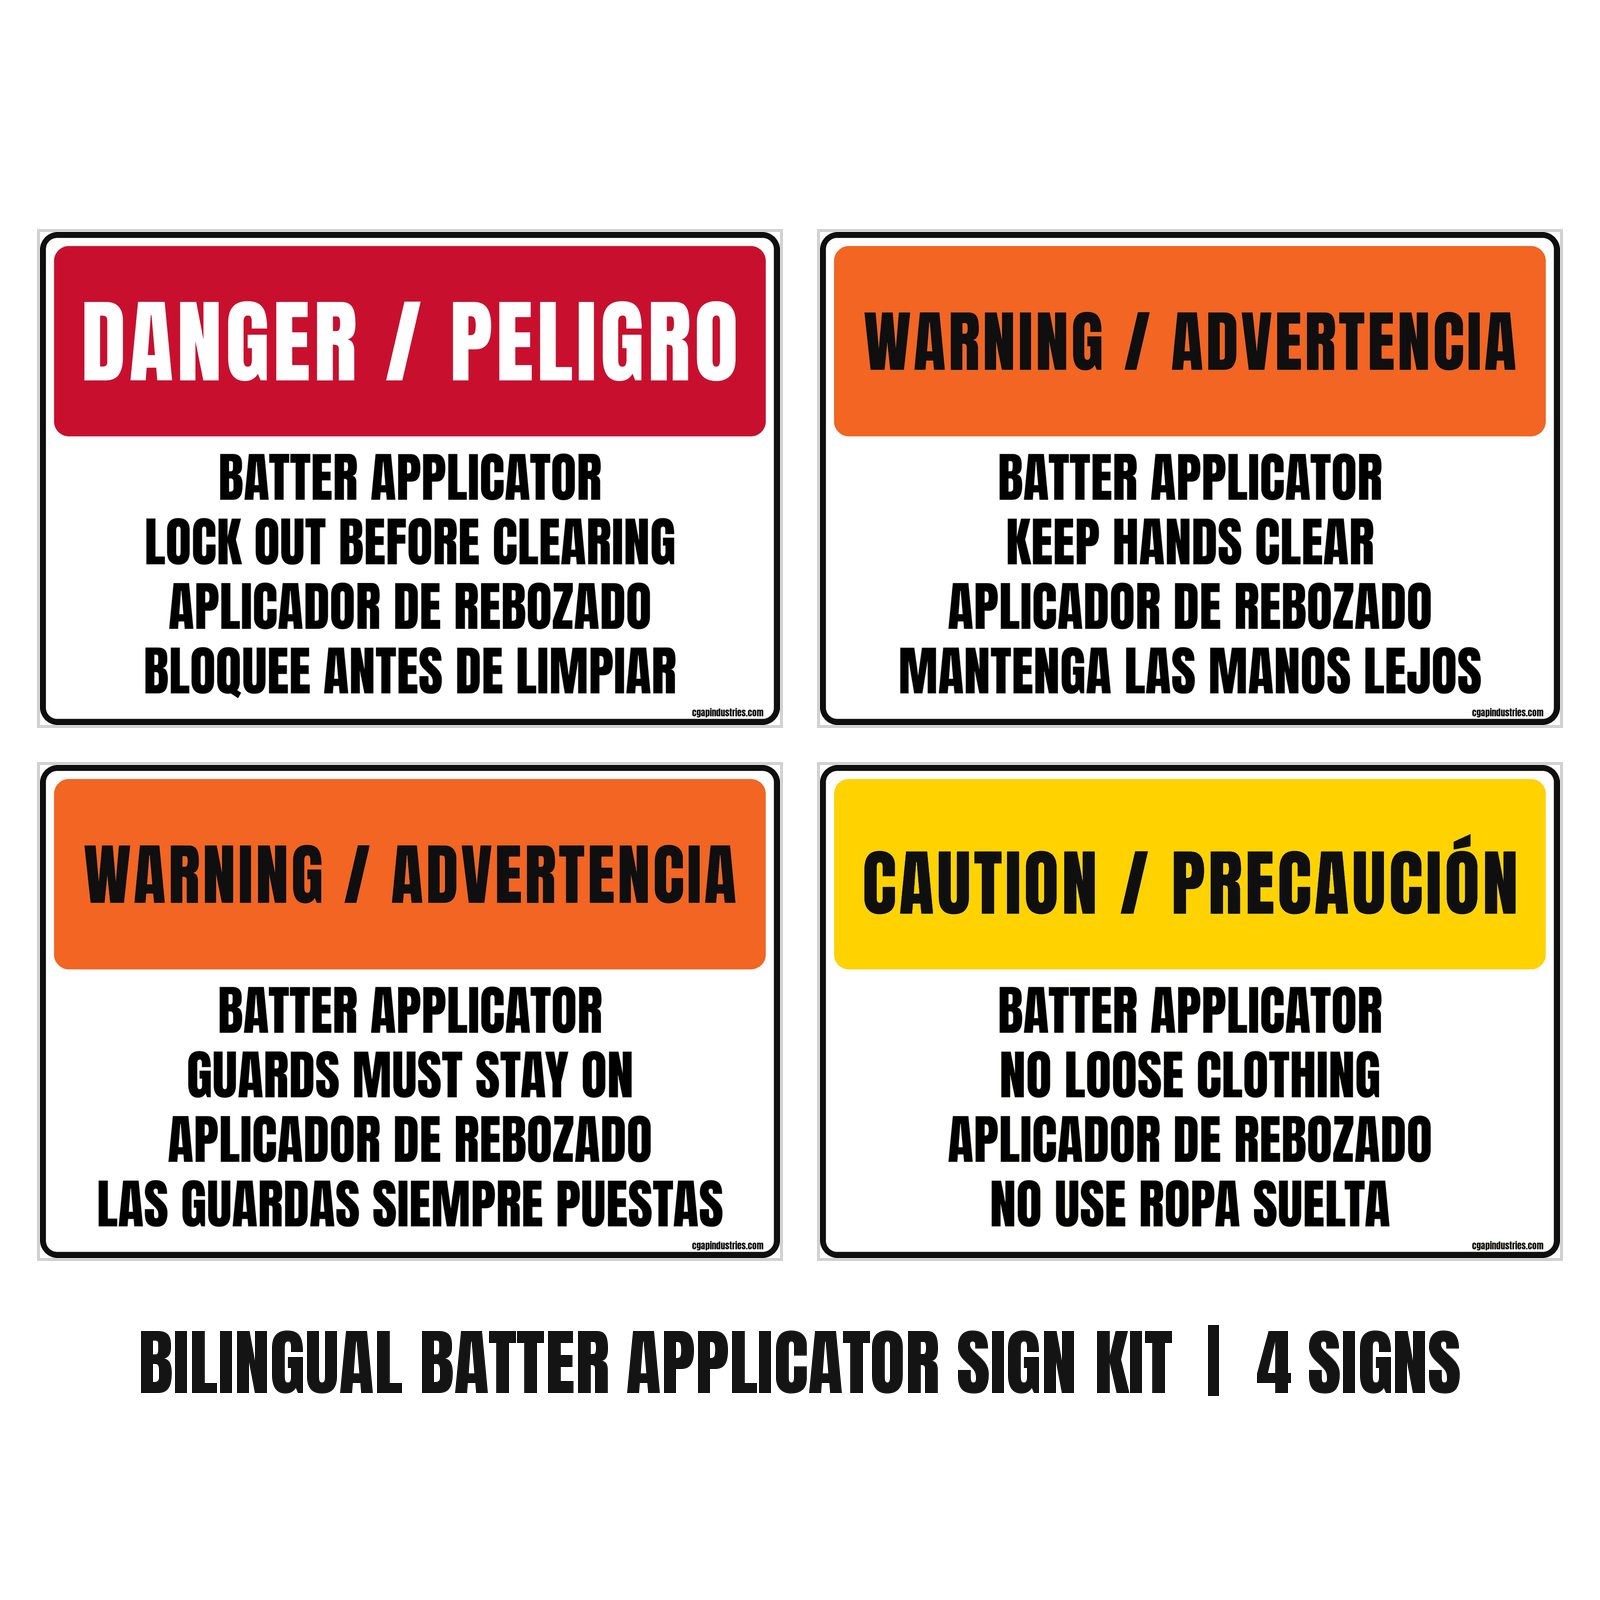 DANGER / PELIGRO
BATTER APPLICATOR
LOCK OUT BEFORE CLEARING
APLICADOR DE REBOZADO
BLOQUEE ANTES DE LIMPIAR
cgapindustries.com
WARNING / ADVERTENCIA
BATTER APPLICATOR
KEEP HANDS CLEAR
APLICADOR DE REBOZADO
MANTENGA LAS MANOS LEJOS
cgapindustries.com
WARNING / ADVERTENCIA
BATTER APPLICATOR
GUARDS MUST STAY ON
APLICADOR DE REBOZADO
LAS GUARDAS SIEMPRE PUESTAS
cgapindustries.com
CAUTION / PRECAUCIÓN
BATTER APPLICATOR
NO LOOSE CLOTHING
APLICADOR DE REBOZADO
NO USE ROPA SUELTA
cgapindustries.com
BILINGUAL BATTER APPLICATOR SIGN KIT | 4 SIGNS